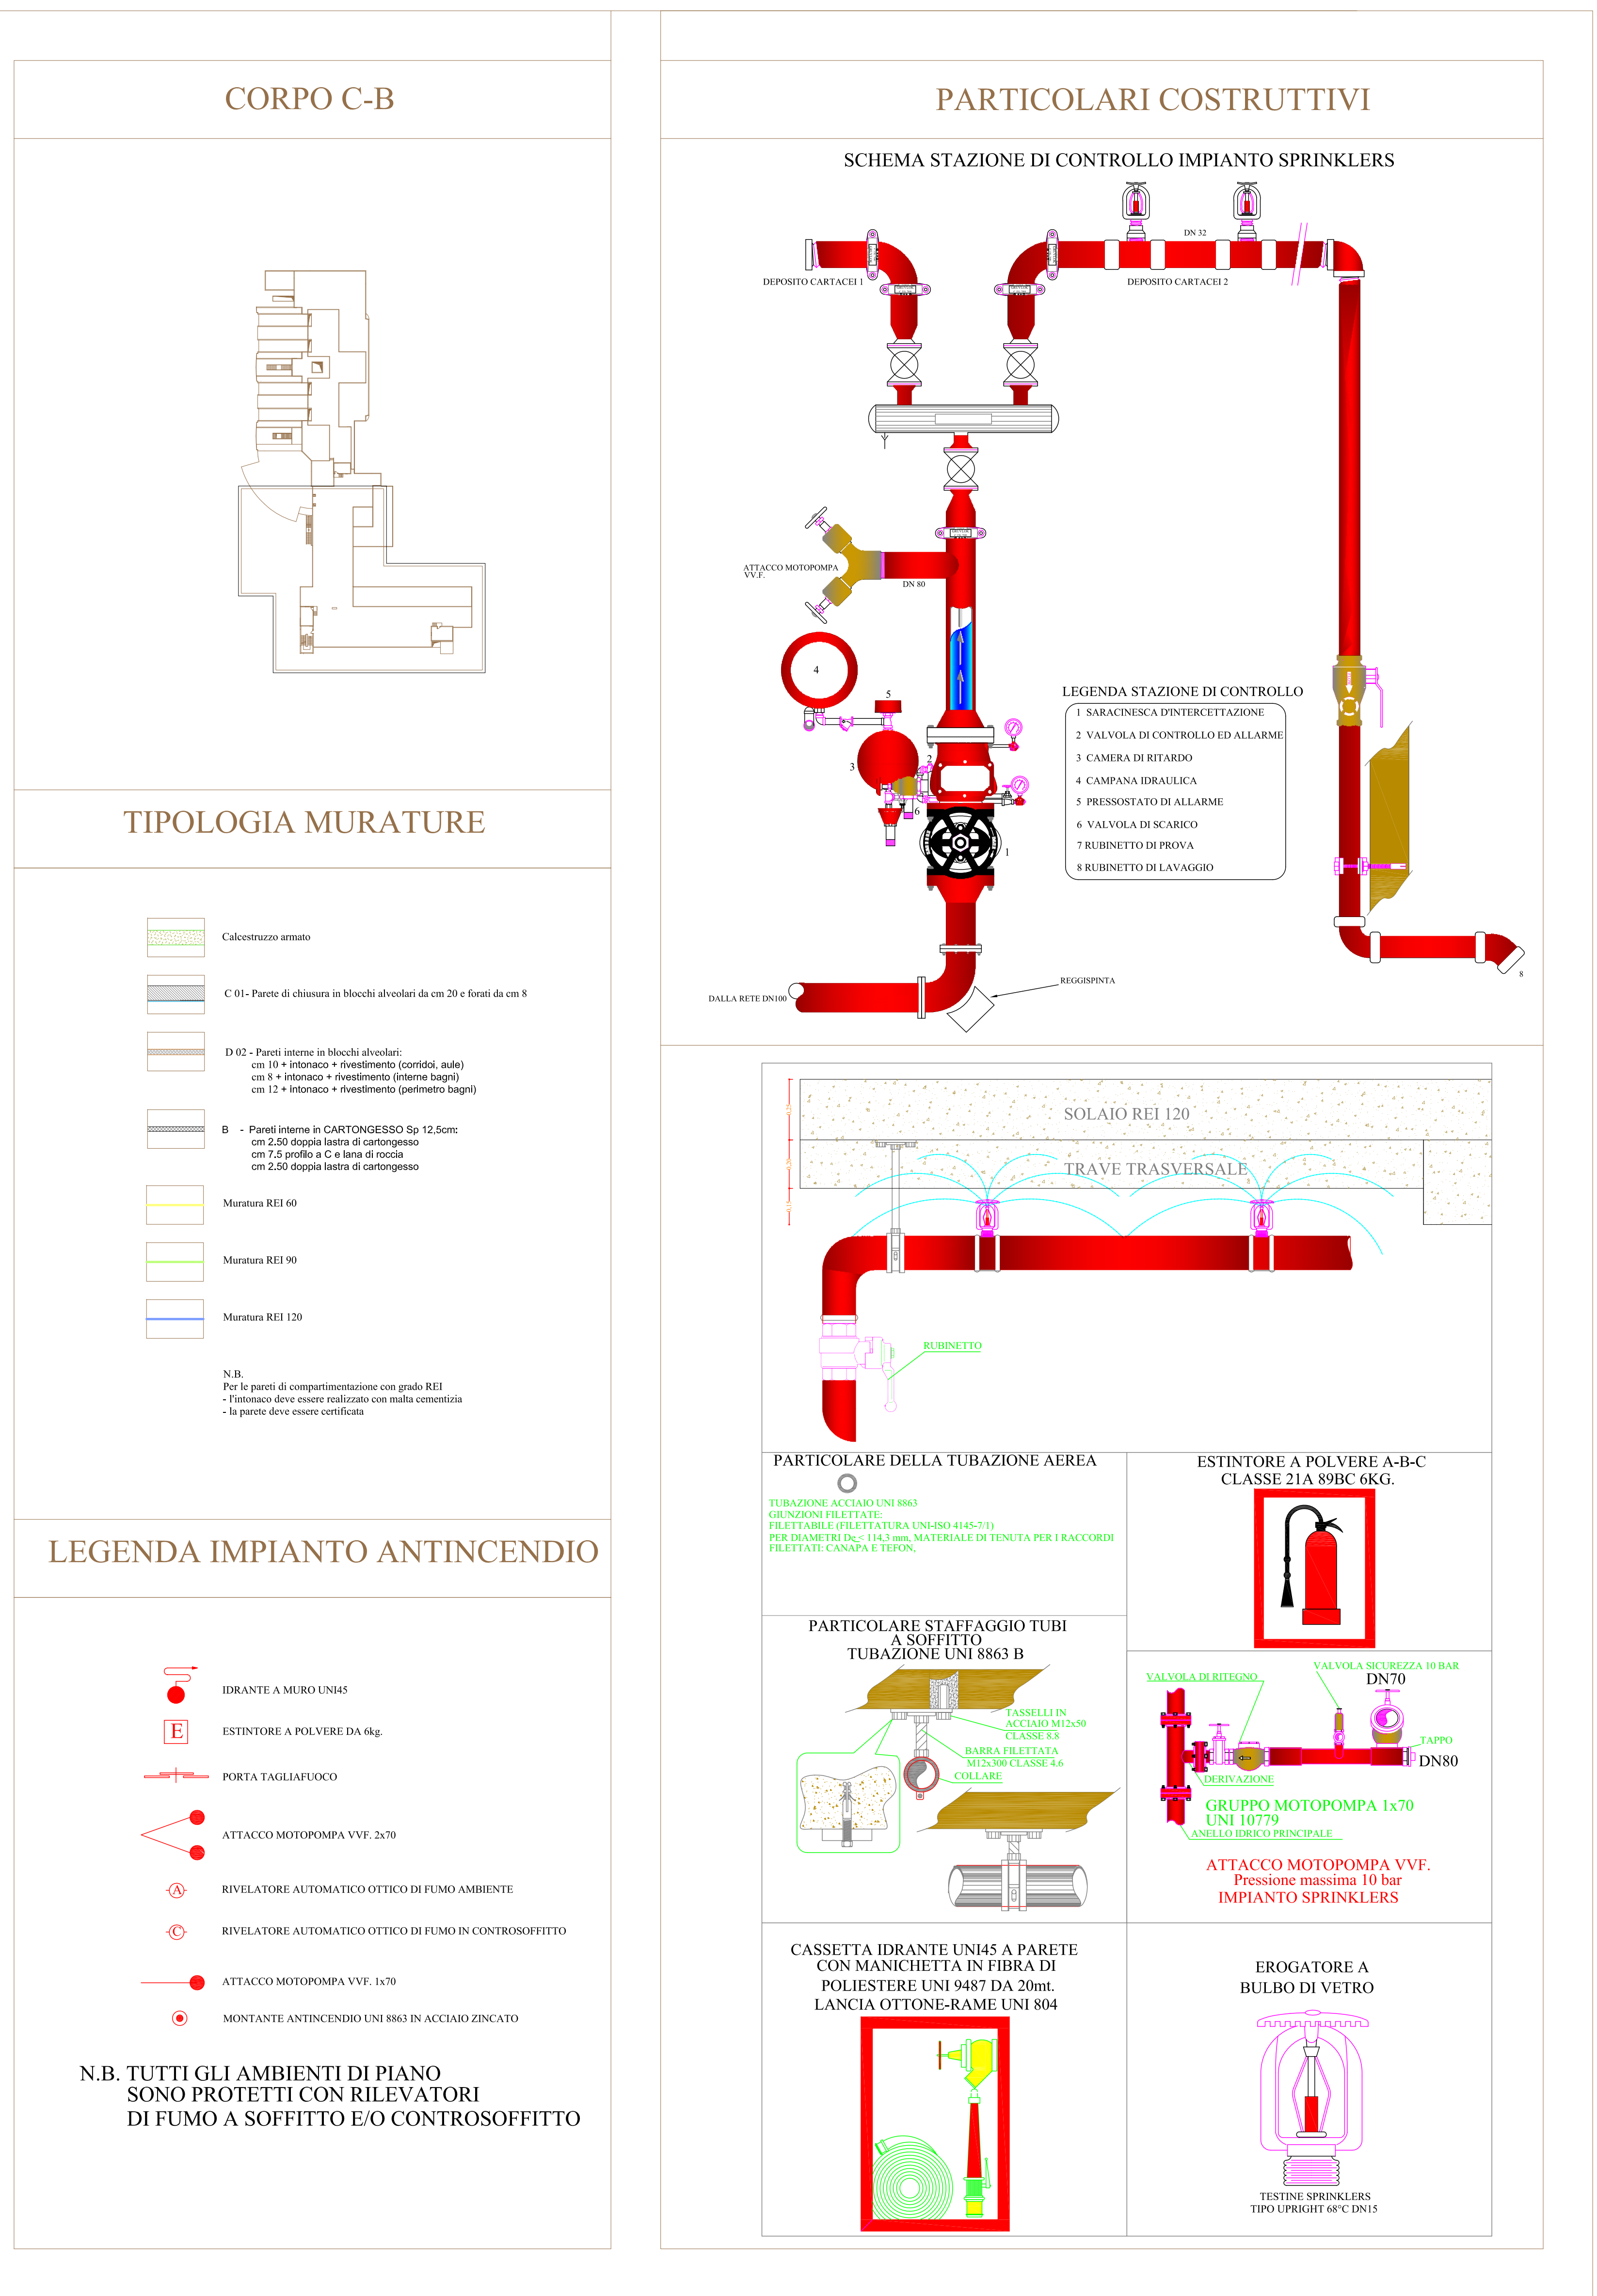 CORPO C-B
TIPOLOGIA MURATURE
Calcestruzzo armato
C 01- Parete di chiusura in blocchi alveolari da cm 20 e forati da cm 8
D 02 - Pareti interne in blocchi alveolari:
cm 10 + intonaco + rivestimento (corridoi, aule)
cm 8 + intonaco + rivestimento (interne bagni)
cm 12 + intonaco + rivestimento (perimetro bagni)
B - Pareti interne in CARTONGESSO Sp 12,5cm:
cm 2.50 doppia lastra di cartongesso
cm 7.5 profilo a C e lana di roccia
cm 2.50 doppia lastra di cartongesso
Muratura REI 60
Muratura REI 90
Muratura REI 120
N.B.
Per le pareti di compartimentazione con grado REI
- l'intonaco deve essere realizzato con malta cementizia
- la parete deve essere certificata
LEGENDA IMPIANTO ANTINCENDIO
IDRANTE A MURO UNI45
E
ESTINTORE A POLVERE DA 6kg.
PORTA TAGLIAFUOCO
ATTACCO MOTOPOMPA VVF. 2x70
A
RIVELATORE AUTOMATICO OTTICO DI FUMO AMBIENTE
C
RIVELATORE AUTOMATICO OTTICO DI FUMO IN CONTROSOFFITTO
ATTACCO MOTOPOMPA VVF. 1x70
MONTANTE ANTINCENDIO UNI 8863 IN ACCIAIO ZINCATO
N.B. TUTTI GLI AMBIENTI DI PIANO
SONO PROTETTI CON RILEVATORI
DI FUMO A SOFFITTO E/O CONTROSOFFITTO
PARTICOLARI COSTRUTTIVI
SCHEMA STAZIONE DI CONTROLLO IMPIANTO SPRINKLERS
DN 32
DEPOSITO CARTACEI 1
DEPOSITO CARTACEI 2
ATTACCO MOTOPOMPA
VV.F.
DN 80
4
5
3
2
6
1
LEGENDA STAZIONE DI CONTROLLO
1 SARACINESCA D'INTERCETTAZIONE
2 VALVOLA DI CONTROLLO ED ALLARME
3 CAMERA DI RITARDO
4 CAMPANA IDRAULICA
5 PRESSOSTATO DI ALLARME
6 VALVOLA DI SCARICO
7 RUBINETTO DI PROVA
8 RUBINETTO DI LAVAGGIO
8
REGGISPINTA
DALLA RETE DN100
SOLAIO REI 120
TRAVE TRASVERSALE
RUBINETTO
PARTICOLARE DELLA TUBAZIONE AEREA
TUBAZIONE ACCIAIO UNI 8863
GIUNZIONI FILETTATE:
FILETTABILE (FILETTATURA UNI-ISO 4145-7/1)
PER DIAMETRI De < 114.3 mm, MATERIALE DI TENUTA PER I RACCORDI
FILETTATI: CANAPA E TEFON.
ESTINTORE A POLVERE A-B-C
CLASSE 21A 89BC 6KG.
PARTICOLARE STAFFAGGIO TUBI
A SOFFITTO
TUBAZIONE UNI 8863 B
TASSELLI IN
ACCIAIO M12x50
CLASSE 8.8
BARRA FILETTATA
M12x300 CLASSE 4.6
COLLARE
VALVOLA DI RITEGNO
VALVOLA SICUREZZA 10 BAR
DN70
TAPPO
DN80
DERIVAZIONE
GRUPPO MOTOPOMPA 1x70
UNI 10779
ANELLO IDRICO PRINCIPALE
ATTACCO MOTOPOMPA VVF.
Pressione massima 10 bar
IMPIANTO SPRINKLERS
CASSETTA IDRANTE UNI45 A PARETE
CON MANICHETTA IN FIBRA DI
POLIESTERE UNI 9487 DA 20mt.
LANCIA OTTONE-RAME UNI 804
EROGATORE A
BULBO DI VETRO
TESTINE SPRINKLERS
TIPO UPRIGHT 68°C DN15